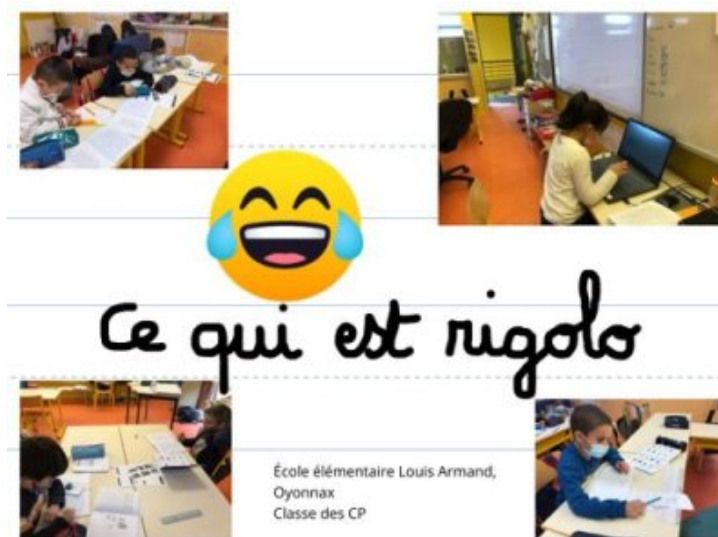 Ce qui est rigolo
École élémentaire Louis Armand,
Oyonnax
Classe des CP